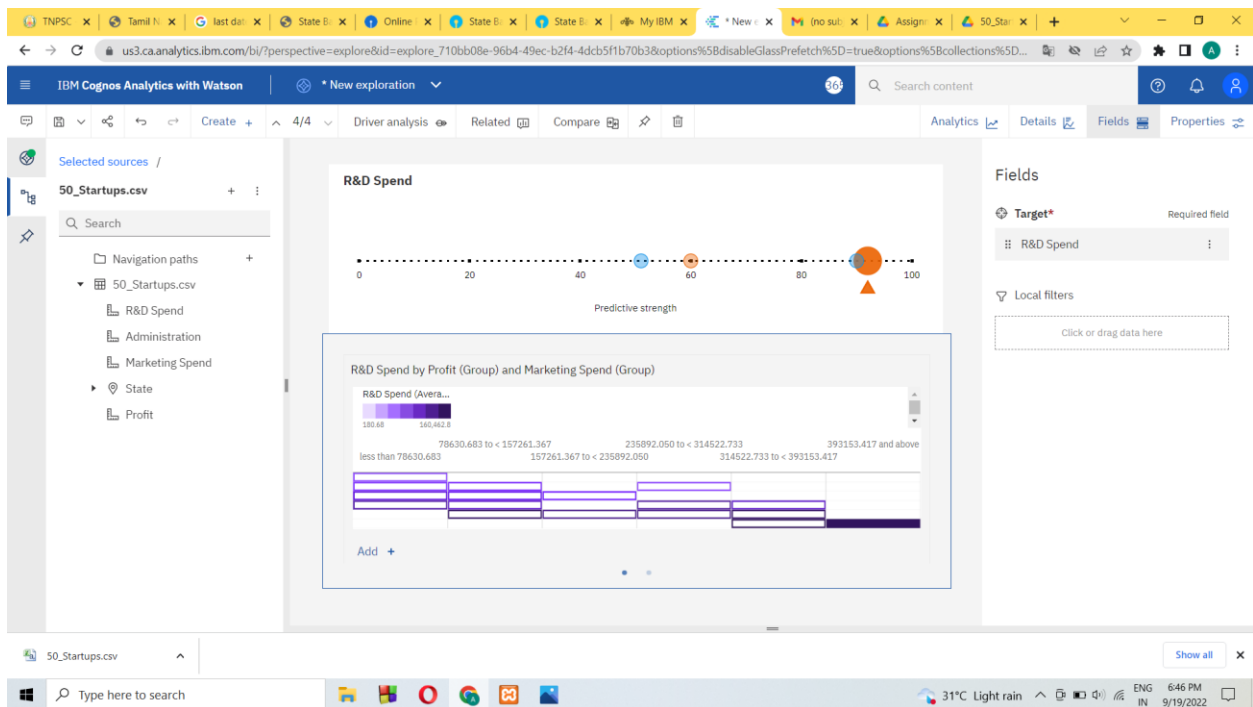 TNPSC
Tamil N
last dat
State B
Online
State B
State B
My IBM
* New e
(no sub
Assignm
50_Star
us3.ca.analytics.ibm.com/bi/?perspective=explore&id=explore_710bb08e-96b4-49ec-b2f4-4dcb5f1b70b3&options%5BdisableGlassPrefetch%5D=true&options%5Bcollections%5D...
A
IBM Cognos Analytics with Watson
* New exploration
Search content
Create +
4/4
Driver analysis
Related
Compare
Analytics
Details
Fields
Properties
Selected sources /
50_Startups.csv
Search
Navigation paths
50_Startups.csv
R&D Spend
Administration
Marketing Spend
State
Profit
R&D Spend
0 20 40 60 80 100
Predictive strength
R&D Spend by Profit (Group) and Marketing Spend (Group)
R&D Spend (Avera...
180.68 160,462.8
78630.683 to < 157261.367 235892.050 to < 314522.733 393153.417 and above
less than 78630.683 157261.367 to < 235892.050 314522.733 to < 393153.417
Add +
Fields
Target* Required field
R&D Spend
Local filters
Click or drag data here
50_Startups.csv
Show all
Type here to search
31°C Light rain
ENG
IN
6:46 PM
9/19/2022